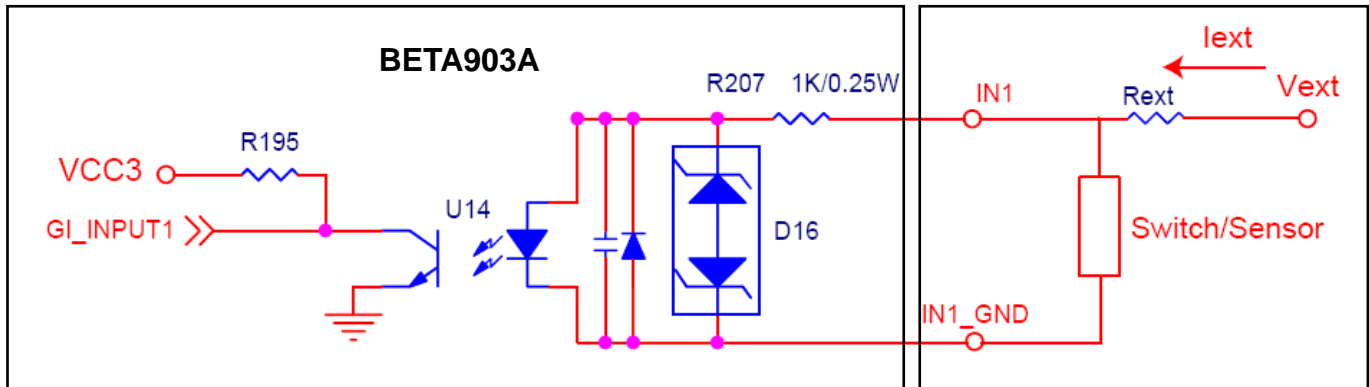 BETA903A
R207 1K/0.25W
IN1
Iext
Rext
Vext
R195
VCC3
GI_INPUT1
U14
D16
Switch/Sensor
IN1_GND